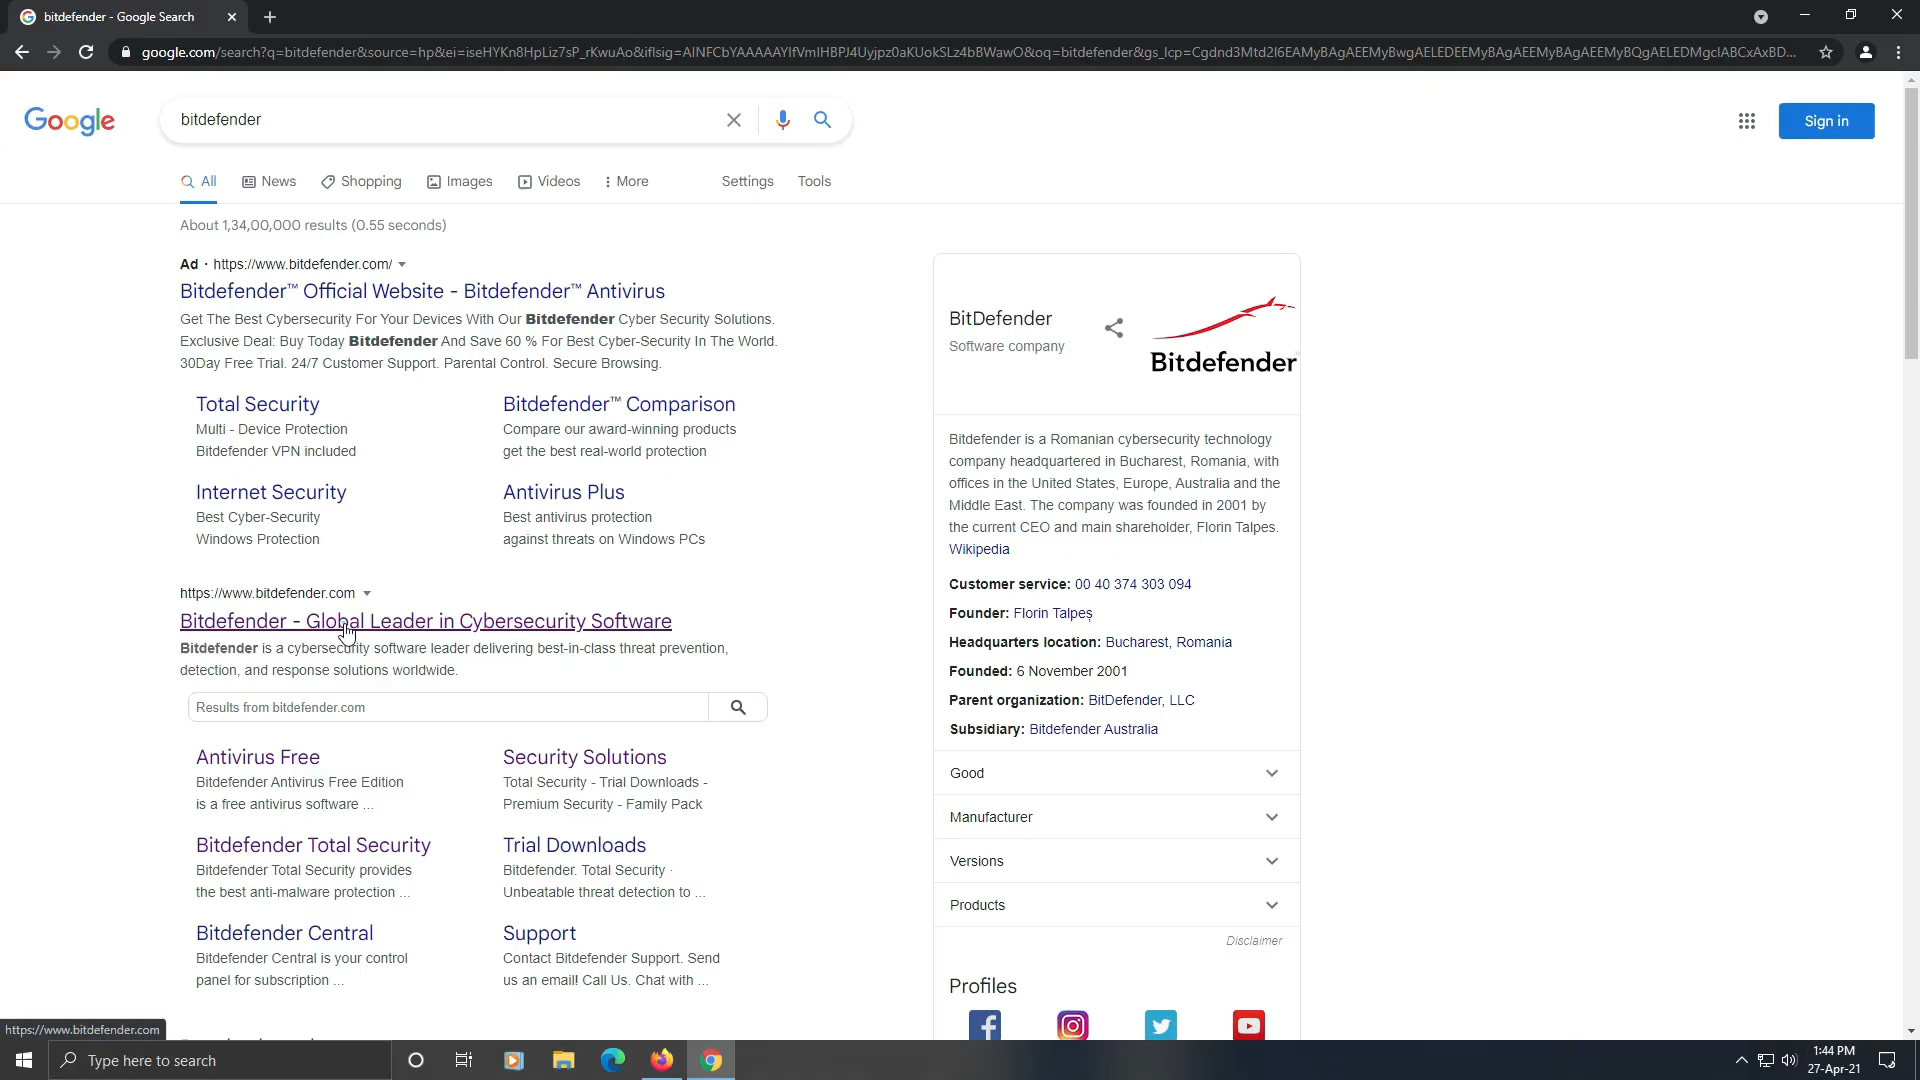 bitdefender - Google Search
google.com/search?q=bitdefender&source=hp&ei=iseHYKn8HpLiz7sP_rKwuAo&iflsig=AINFCbYAAAAAYIfVmIHBPJ4Uyjpz0aKUokSLz4bBWawO&oq=bitdefender&gs_lcp=Cgdnd3Mtd2l6EAMyBAgAEEMyBwgAELEDEEMyBAgAEEMyBAgAEEMyBQgAELEDMgcIABCxAxBD...
Google
bitdefender
Sign in
All
News
Shopping
Images
Videos
More
Settings
Tools
About 1,34,00,000 results (0.55 seconds)
Ad · https://www.bitdefender.com/
Bitdefender™ Official Website - Bitdefender™ Antivirus
Get The Best Cybersecurity For Your Devices With Our Bitdefender Cyber Security Solutions.
Exclusive Deal: Buy Today Bitdefender And Save 60 % For Best Cyber-Security In The World.
30Day Free Trial. 24/7 Customer Support. Parental Control. Secure Browsing.
Total Security
Multi - Device Protection
Bitdefender VPN included
Bitdefender™ Comparison
Compare our award-winning products
get the best real-world protection
Internet Security
Best Cyber-Security
Windows Protection
Antivirus Plus
Best antivirus protection
against threats on Windows PCs
https://www.bitdefender.com
Bitdefender - Global Leader in Cybersecurity Software
Bitdefender is a cybersecurity software leader delivering best-in-class threat prevention,
detection, and response solutions worldwide.
Results from bitdefender.com
Antivirus Free
Bitdefender Antivirus Free Edition
is a free antivirus software ...
Security Solutions
Total Security - Trial Downloads -
Premium Security - Family Pack
Bitdefender Total Security
Bitdefender Total Security provides
the best anti-malware protection ...
Trial Downloads
Bitdefender. Total Security ·
Unbeatable threat detection to ...
Bitdefender Central
Bitdefender Central is your control
panel for subscription ...
Support
Contact Bitdefender Support. Send
us an email! Call Us. Chat with ...
BitDefender
Software company
Bitdefender
Bitdefender is a Romanian cybersecurity technology
company headquartered in Bucharest, Romania, with
offices in the United States, Europe, Australia and the
Middle East. The company was founded in 2001 by
the current CEO and main shareholder, Florin Talpes.
Wikipedia
Customer service: 00 40 374 303 094
Founder: Florin Talpeș
Headquarters location: Bucharest, Romania
Founded: 6 November 2001
Parent organization: BitDefender, LLC
Subsidiary: Bitdefender Australia
Good
Manufacturer
Versions
Products
Disclaimer
Profiles
https://www.bitdefender.com
Type here to search
1:44 PM
27-Apr-21